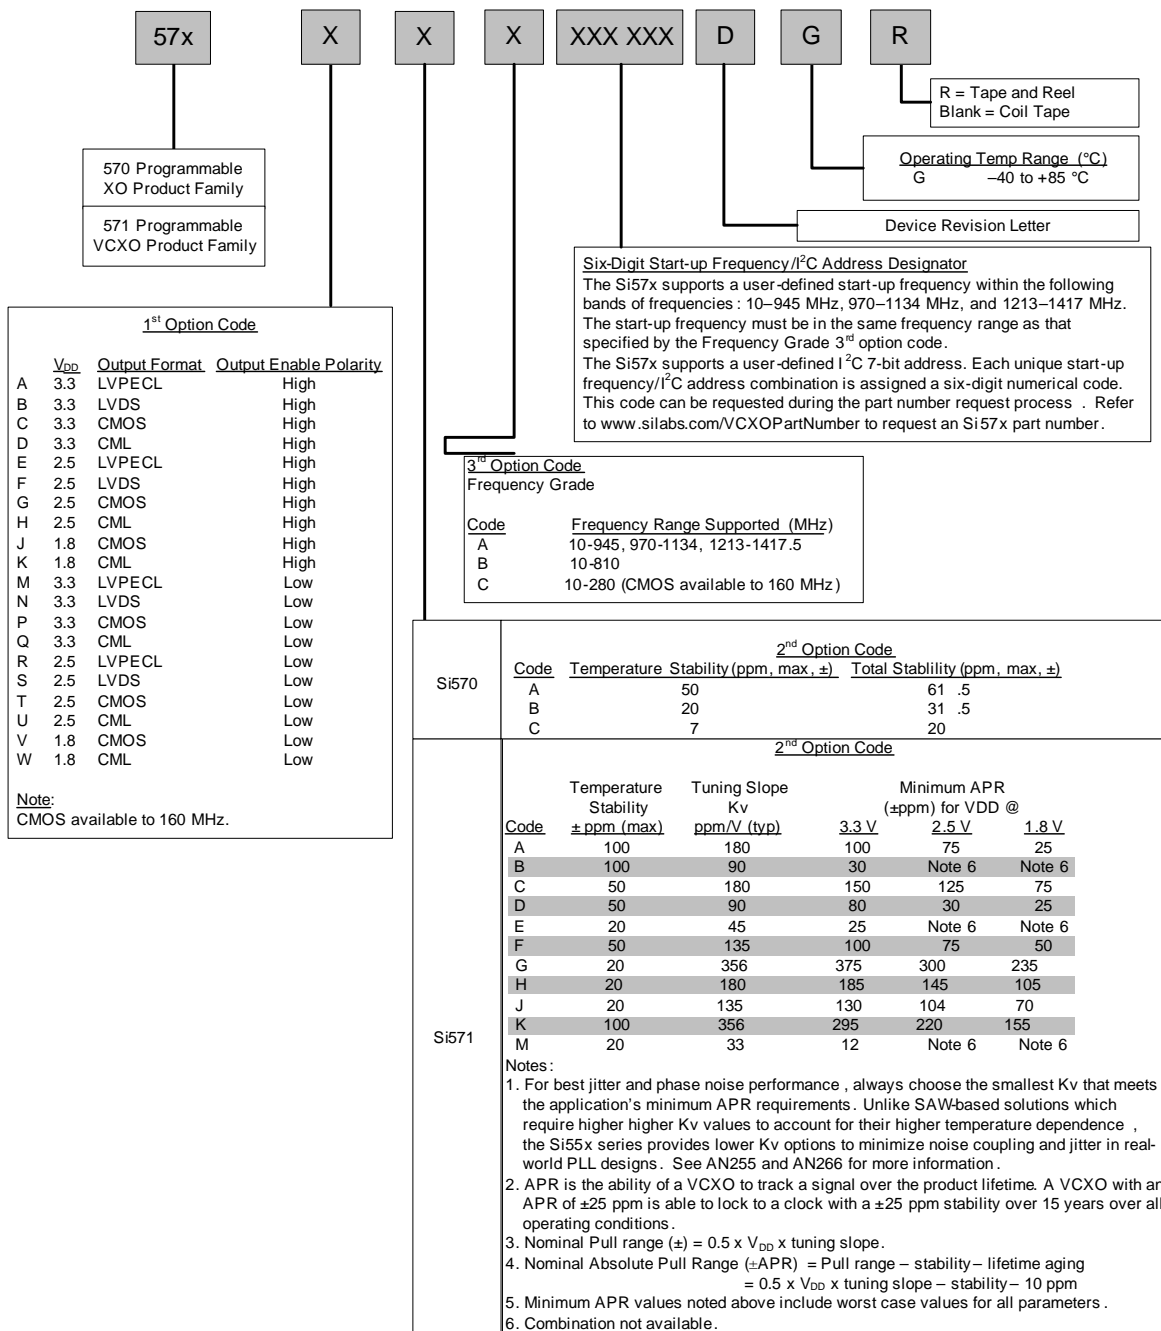 57x X X X XXX XXX D G R
R = Tape and Reel
Blank = Coil Tape
Operating Temp Range (°C)
G –40 to +85 °C
Device Revision Letter
570 Programmable
XO Product Family
571 Programmable
VCXO Product Family
Six-Digit Start-up Frequency/I²C Address Designator
The Si57x supports a user-defined start-up frequency within the following
bands of frequencies: 10–945 MHz, 970–1134 MHz, and 1213–1417 MHz.
The start-up frequency must be in the same frequency range as that
specified by the Frequency Grade 3rd option code.
The Si57x supports a user-defined I²C 7-bit address. Each unique start-up
frequency/I²C address combination is assigned a six-digit numerical code.
This code can be requested during the part number request process . Refer
to www.silabs.com/VCXOPartNumber to request an Si57x part number.
1st Option Code
VDD Output Format Output Enable Polarity
A 3.3 LVPECL High
B 3.3 LVDS High
C 3.3 CMOS High
D 3.3 CML High
E 2.5 LVPECL High
F 2.5 LVDS High
G 2.5 CMOS High
H 2.5 CML High
J 1.8 CMOS High
K 1.8 CML High
M 3.3 LVPECL Low
N 3.3 LVDS Low
P 3.3 CMOS Low
Q 3.3 CML Low
R 2.5 LVPECL Low
S 2.5 LVDS Low
T 2.5 CMOS Low
U 2.5 CML Low
V 1.8 CMOS Low
W 1.8 CML Low
Note:
CMOS available to 160 MHz.
3rd Option Code
Frequency Grade
Code Frequency Range Supported (MHz)
A 10-945, 970-1134, 1213-1417.5
B 10-810
C 10-280 (CMOS available to 160 MHz)
Si570
2nd Option Code
Code Temperature Stability (ppm, max, ±) Total Stablility (ppm, max, ±)
A 50 61 .5
B 20 31 .5
C 7 20
Si571
2nd Option Code
Temperature Tuning Slope Minimum APR
Stability Kv (±ppm) for VDD @
Code ± ppm (max) ppm/V (typ) 3.3 V 2.5 V 1.8 V
A 100 180 100 75 25
B 100 90 30 Note 6 Note 6
C 50 180 150 125 75
D 50 90 80 30 25
E 20 45 25 Note 6 Note 6
F 50 135 100 75 50
G 20 356 375 300 235
H 20 180 185 145 105
J 20 135 130 104 70
K 100 356 295 220 155
M 20 33 12 Note 6 Note 6
Notes:
1. For best jitter and phase noise performance , always choose the smallest Kv that meets
the application's minimum APR requirements. Unlike SAW-based solutions which
require higher higher Kv values to account for their higher temperature dependence ,
the Si55x series provides lower Kv options to minimize noise coupling and jitter in real-
world PLL designs. See AN255 and AN266 for more information.
2. APR is the ability of a VCXO to track a signal over the product lifetime. A VCXO with an
APR of ±25 ppm is able to lock to a clock with a ±25 ppm stability over 15 years over all
operating conditions.
3. Nominal Pull range (±) = 0.5 x VDD x tuning slope.
4. Nominal Absolute Pull Range (±APR) = Pull range – stability – lifetime aging
= 0.5 x VDD x tuning slope – stability – 10 ppm
5. Minimum APR values noted above include worst case values for all parameters.
6. Combination not available.